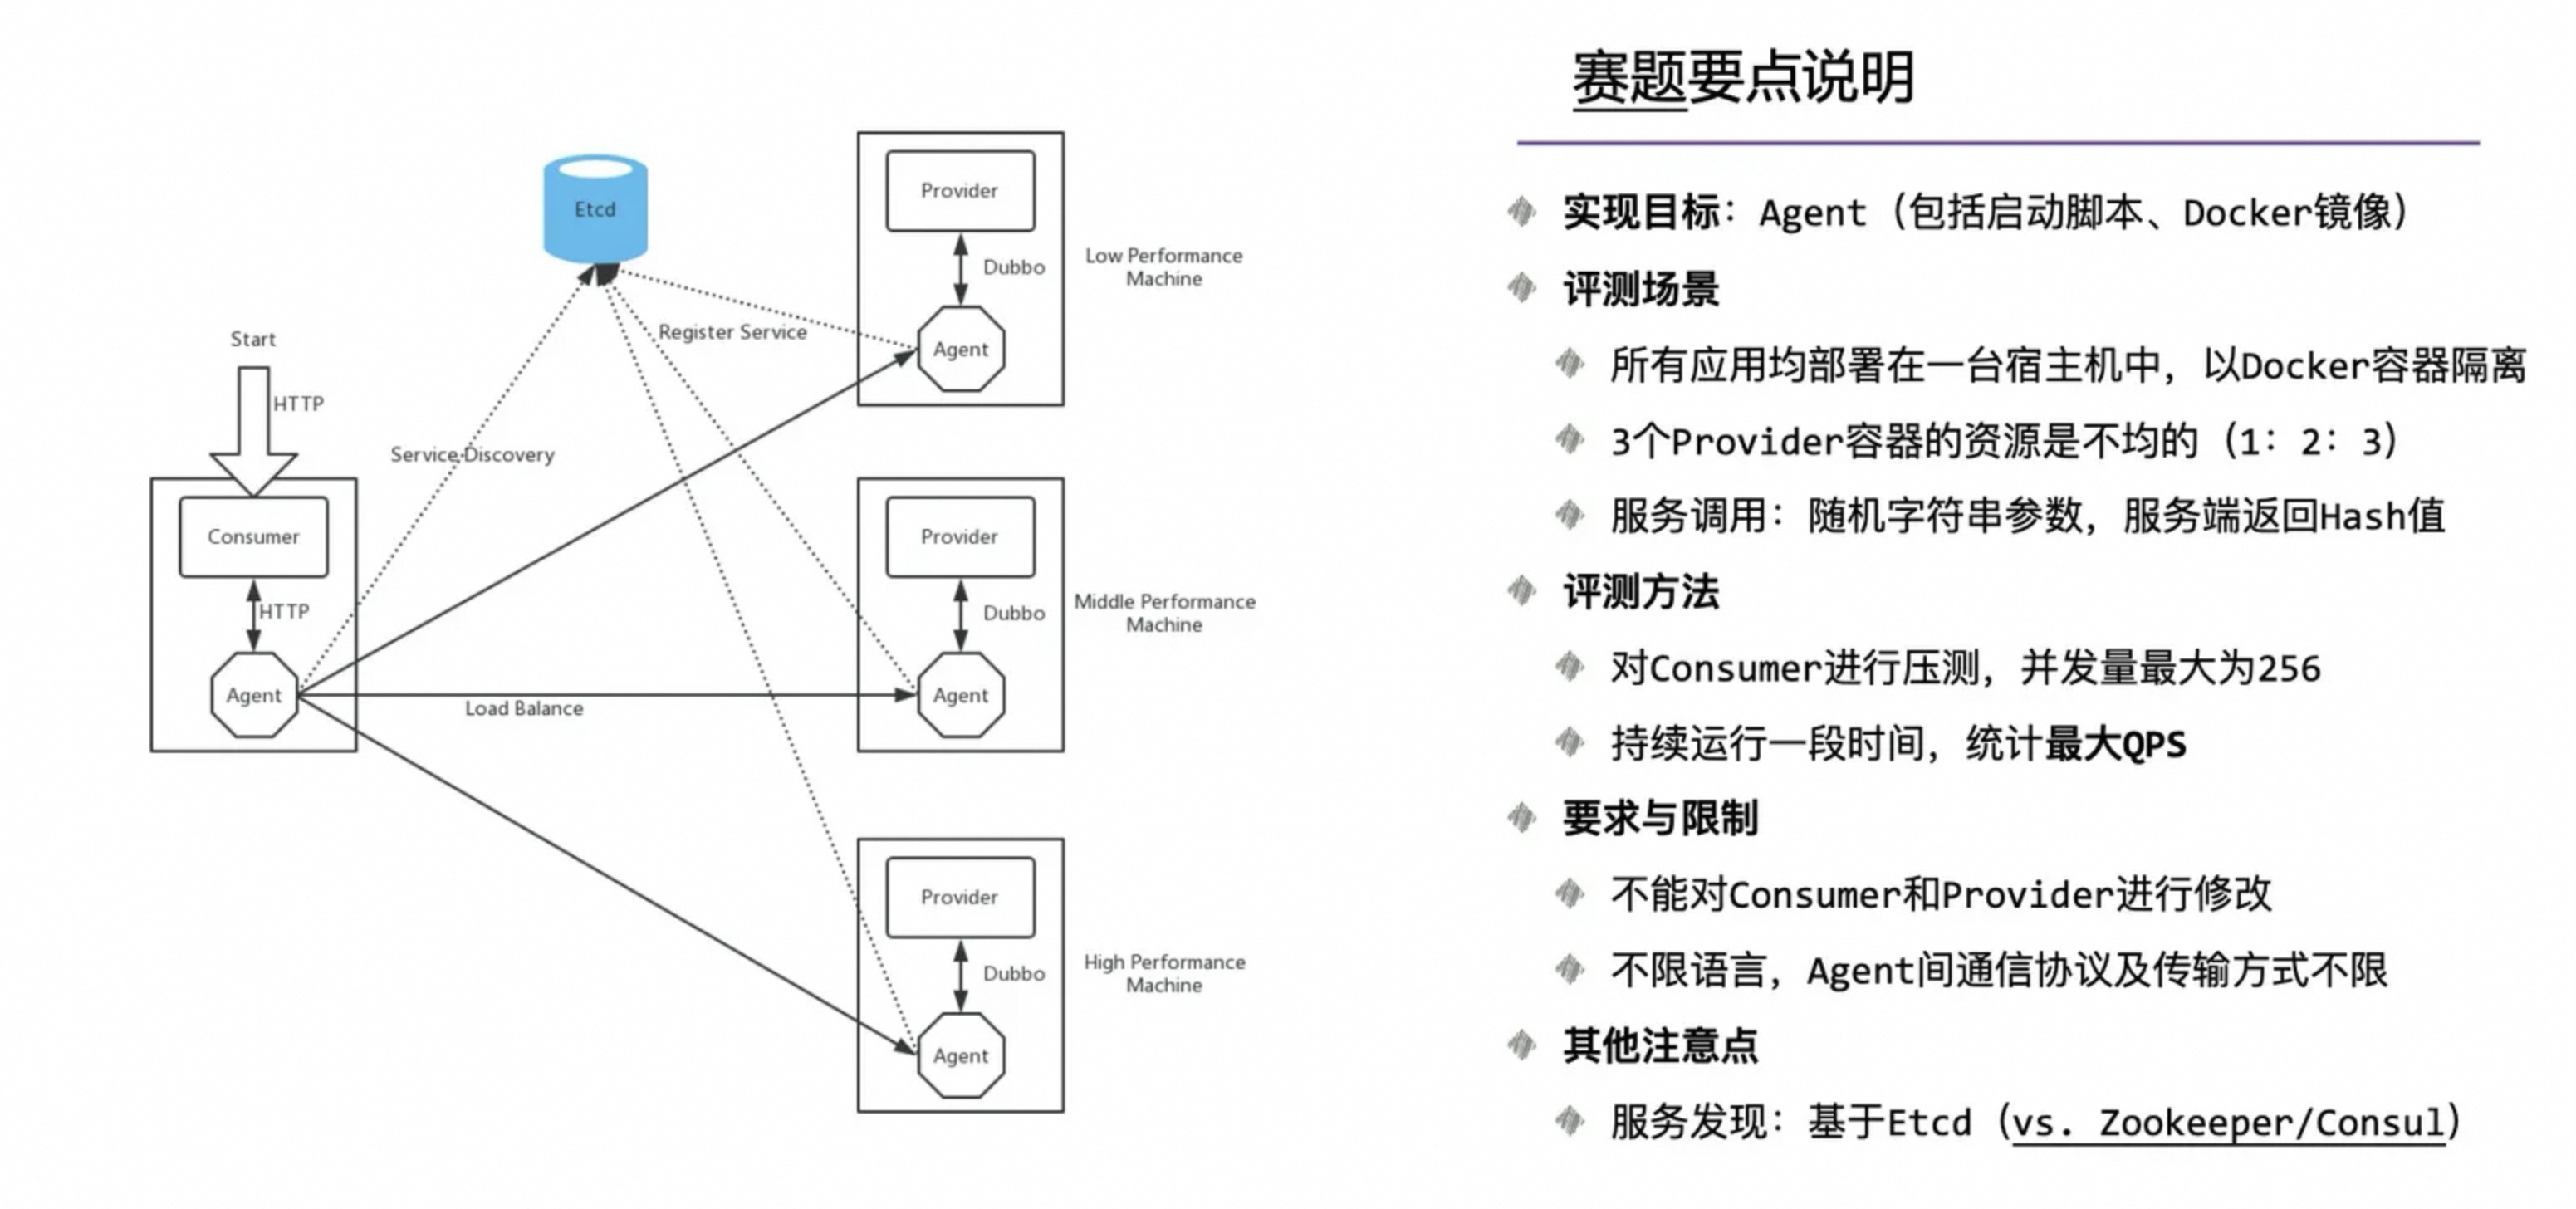 Etcd
Provider
Dubbo
Low Performance
Machine
Register Service
Agent
Start
HTTP
Service Discovery
Consumer
Provider
HTTP
Dubbo
Middle Performance
Machine
Agent
Agent
Load Balance
Provider
High Performance
Machine
Dubbo
Agent
赛题要点说明
实现目标：Agent（包括启动脚本、Docker镜像）
评测场景
所有应用均部署在一台宿主机中，以Docker容器隔离
3个Provider容器的资源是不均的（1：2：3）
服务调用：随机字符串参数，服务端返回Hash值
评测方法
对Consumer进行压测，并发量最大为256
持续运行一段时间，统计最大QPS
要求与限制
不能对Consumer和Provider进行修改
不限语言，Agent间通信协议及传输方式不限
其他注意点
服务发现：基于Etcd（vs. Zookeeper/Consul）